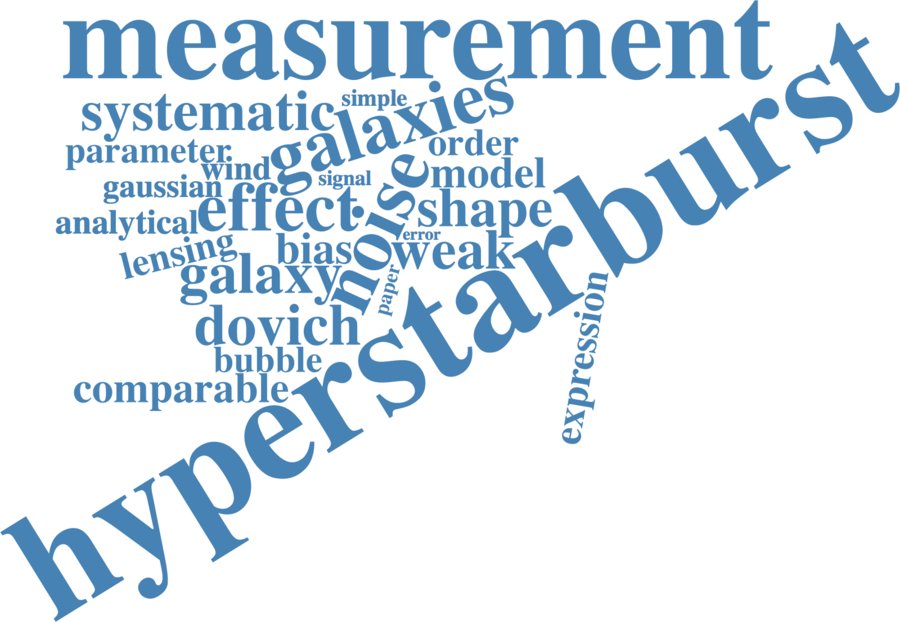 measurement
systematic
simple
galaxies
parameter
wind
order
gaussian
signal
model
analytical
effect
noise
shape
lensing
bias
error
weak
galaxy
paper
dovich
bubble
comparable
hyperstarburst
expression